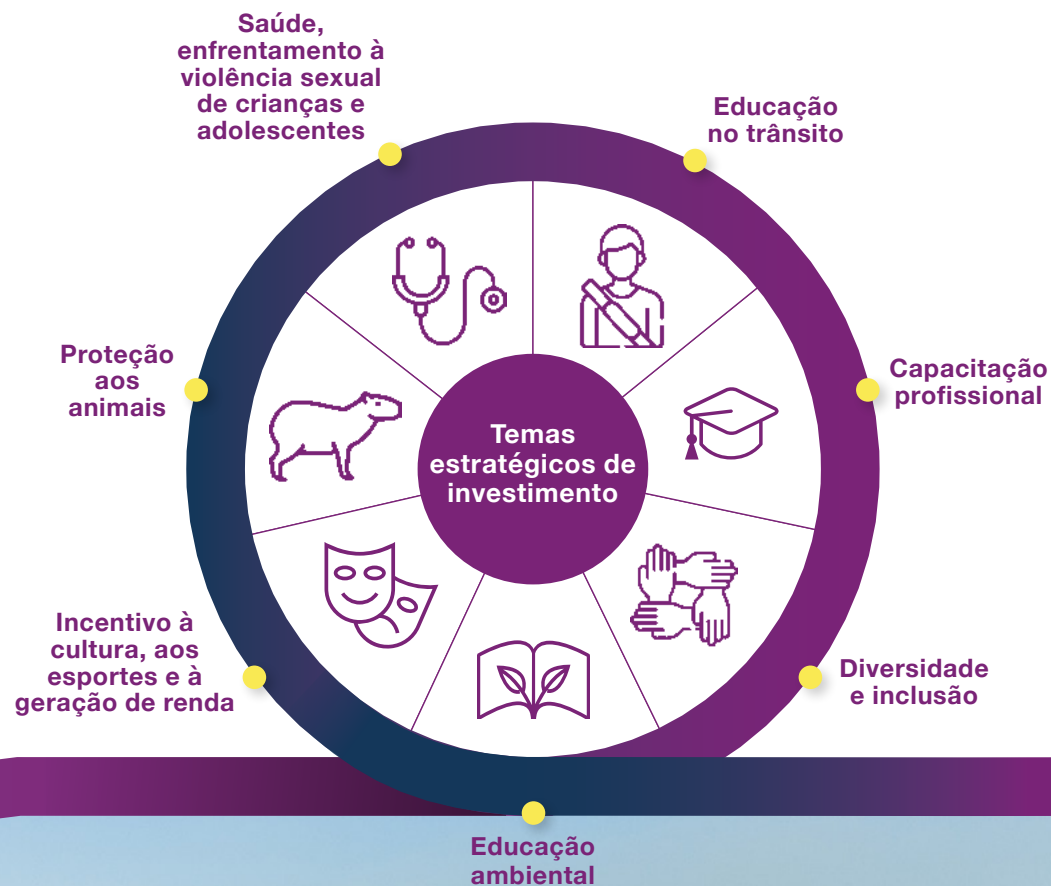 Saúde,
enfrentamento à
violência sexual
de crianças e
adolescentes
Educação
no trânsito
Proteção
aos
animais
Capacitação
profissional
Temas
estratégicos de
investimento
Incentivo à
cultura, aos
esportes e à
geração de renda
Diversidade
e inclusão
Educação
ambiental